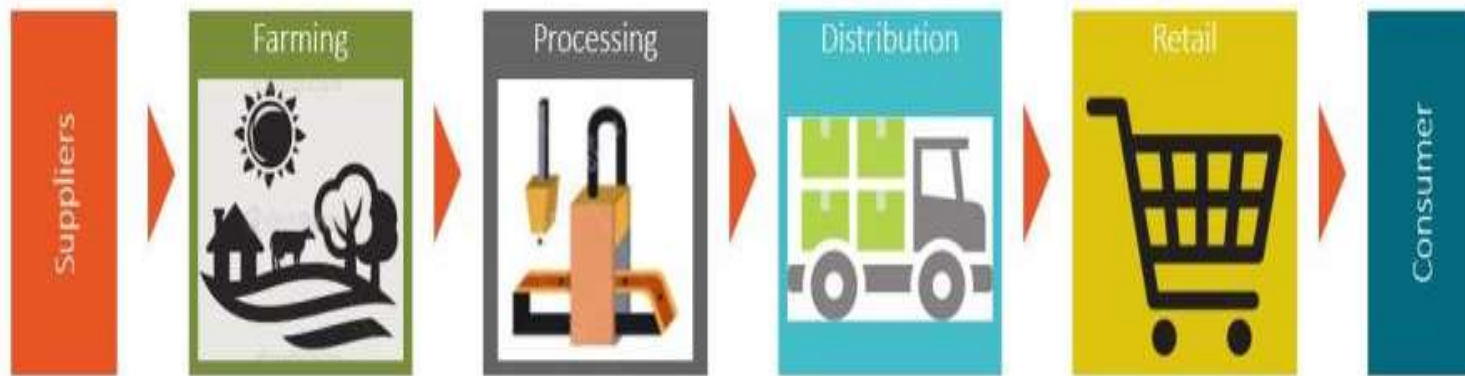 Suppliers
Farming
Processing
Distribution
Retail
Consumer